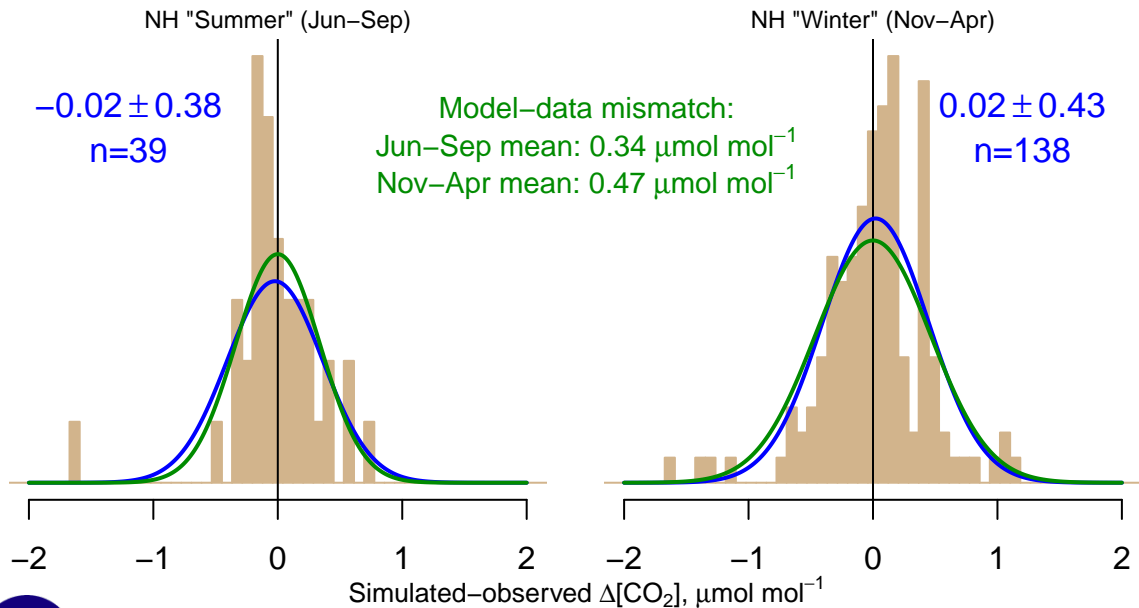 NH "Summer" (Jun−Sep)
−0.02 ± 0.38
n=39
Model−data mismatch:
Jun−Sep mean: 0.34 μmol mol⁻¹
Nov−Apr mean: 0.47 μmol mol⁻¹
NH "Winter" (Nov−Apr)
0.02 ± 0.43
n=138
−2 −1 0 1 2
−2 −1 0 1 2
Simulated−observed Δ[CO₂], μmol mol⁻¹